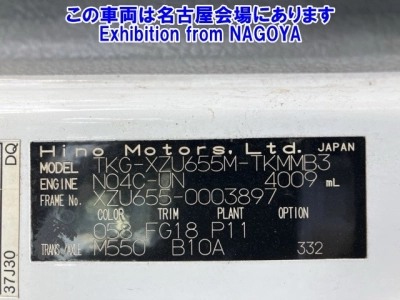 この車両は名古屋会場にあります
Exhibition from NAGOYA
Hino Motors, Ltd. JAPAN
MODEL TKG-XZU655M-TKMMB3
ENGINE N04C-UN 4009 mL
FRAME No. XZU655-0003897
COLOR TRIM PLANT OPTION
058 FG18 P11
TRANS./AXLE M550 B10A 332
DQ
37J30